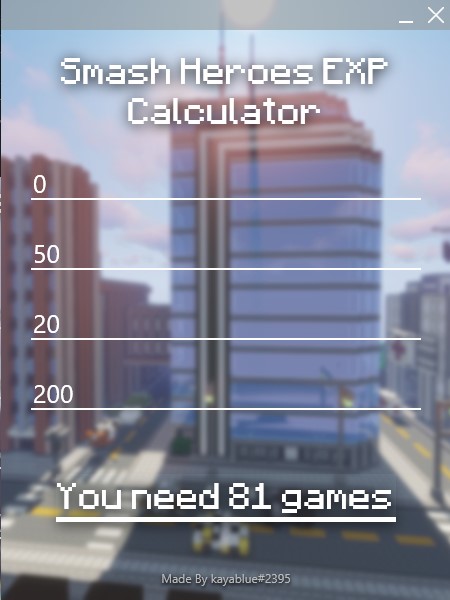 Smash Heroes EXP
Calculator
0
50
20
200
You need 81 games
Made By kayablue#2395